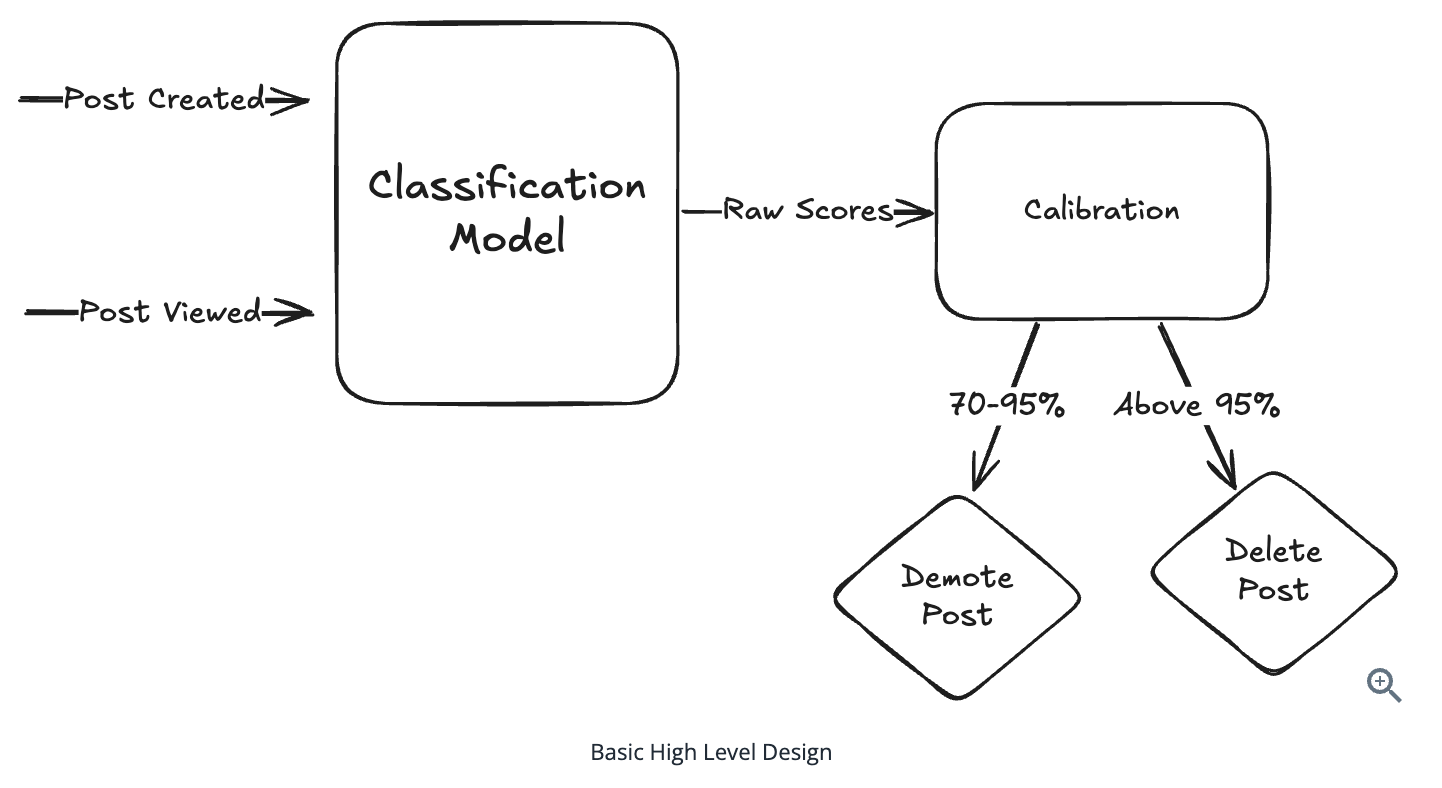 Post Created
Classification
Model
Post Viewed
Raw Scores
Calibration
70-95%
Above 95%
Demote
Post
Delete
Post
Basic High Level Design